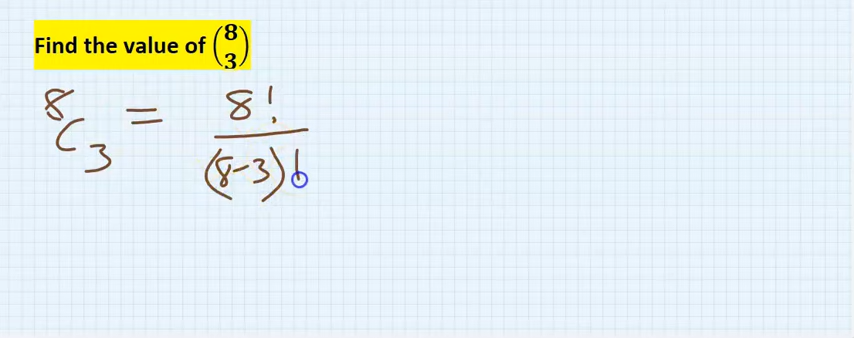 Find the value of (8 3)
⁸C₃ = 8!
(8-3)!